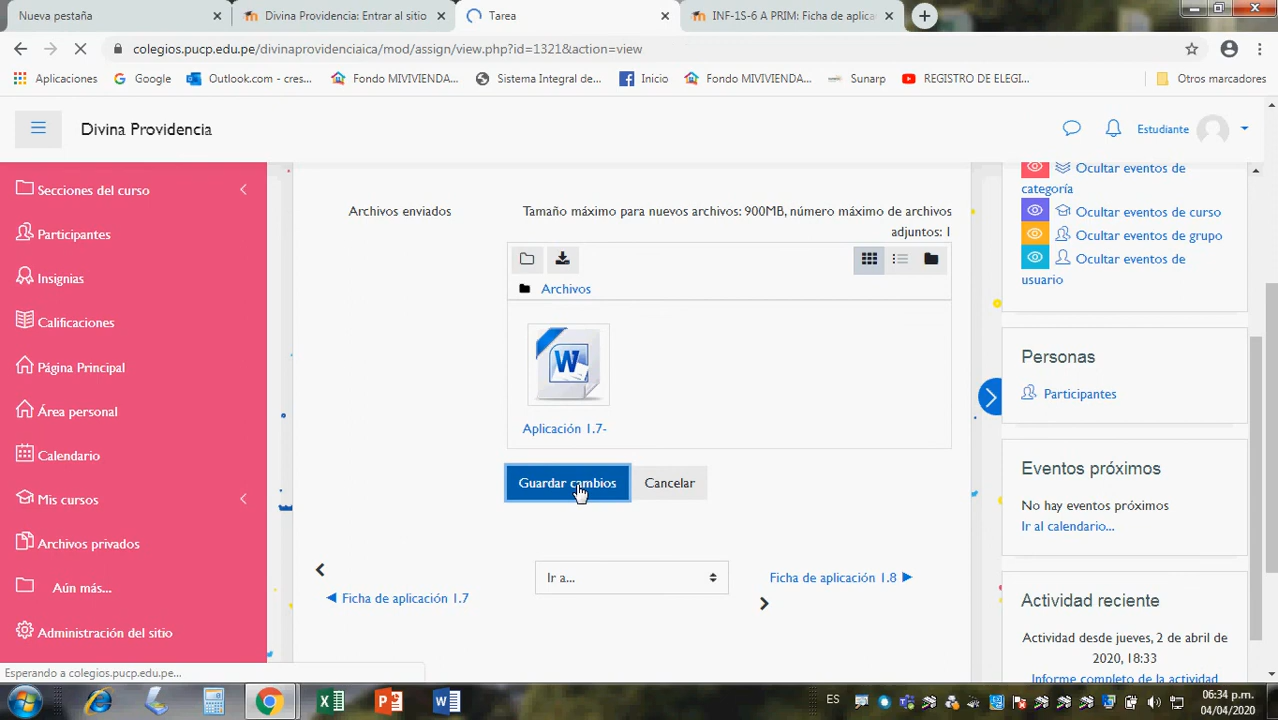 Nueva pestaña
Divina Providencia: Entrar al sitio
Tarea
INF-1S-6 A PRIM: Ficha de aplica
colegios.pucp.edu.pe/divinaprovidenciaica/mod/assign/view.php?id=1321&action=view
Aplicaciones
Google
Outlook.com - cres...
Fondo MIVIVIENDA...
Sistema Integral de...
Inicio
Fondo MIVIVIENDA...
Sunarp
REGISTRO DE ELEGI...
Otros marcadores
Divina Providencia
Estudiante
Secciones del curso
Participantes
Insignias
Calificaciones
Página Principal
Área personal
Calendario
Mis cursos
Archivos privados
Aún más...
Administración del sitio
Archivos enviados
Tamaño máximo para nuevos archivos: 900MB, número máximo de archivos
adjuntos: 1
Archivos
Aplicación 1.7-
Guardar cambios
Cancelar
Ir a...
◀ Ficha de aplicación 1.7
Ficha de aplicación 1.8 ▶
Ocultar eventos de
categoría
Ocultar eventos de curso
Ocultar eventos de grupo
Ocultar eventos de
usuario
Personas
Participantes
Eventos próximos
No hay eventos próximos
Ir al calendario...
Actividad reciente
Actividad desde jueves, 2 de abril de
2020, 18:33
Informe completo de la actividad
Esperando a colegios.pucp.edu.pe...
ES
06:34 p.m.
04/04/2020